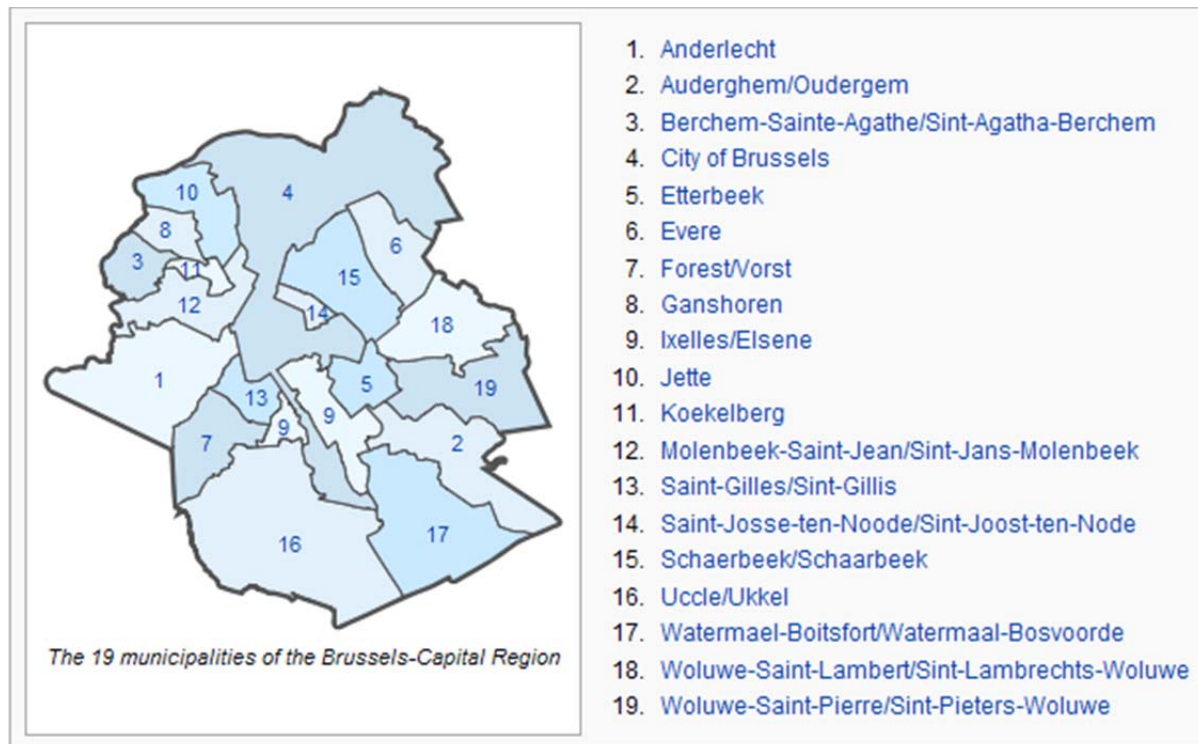 10
4
8
6
3
11
15
12
14
18
1
13
5
19
9
9
7
2
16
17
The 19 municipalities of the Brussels-Capital Region
1. Anderlecht
2. Auderghem/Oudergem
3. Berchem-Sainte-Agathe/Sint-Agatha-Berchem
4. City of Brussels
5. Etterbeek
6. Evere
7. Forest/Vorst
8. Ganshoren
9. Ixelles/Elsene
10. Jette
11. Koekelberg
12. Molenbeek-Saint-Jean/Sint-Jans-Molenbeek
13. Saint-Gilles/Sint-Gillis
14. Saint-Josse-ten-Noode/Sint-Joost-ten-Node
15. Schaerbeek/Schaarbeek
16. Uccle/Ukkel
17. Watermael-Boitsfort/Watermaal-Bosvoorde
18. Woluwe-Saint-Lambert/Sint-Lambrechts-Woluwe
19. Woluwe-Saint-Pierre/Sint-Pieters-Woluwe